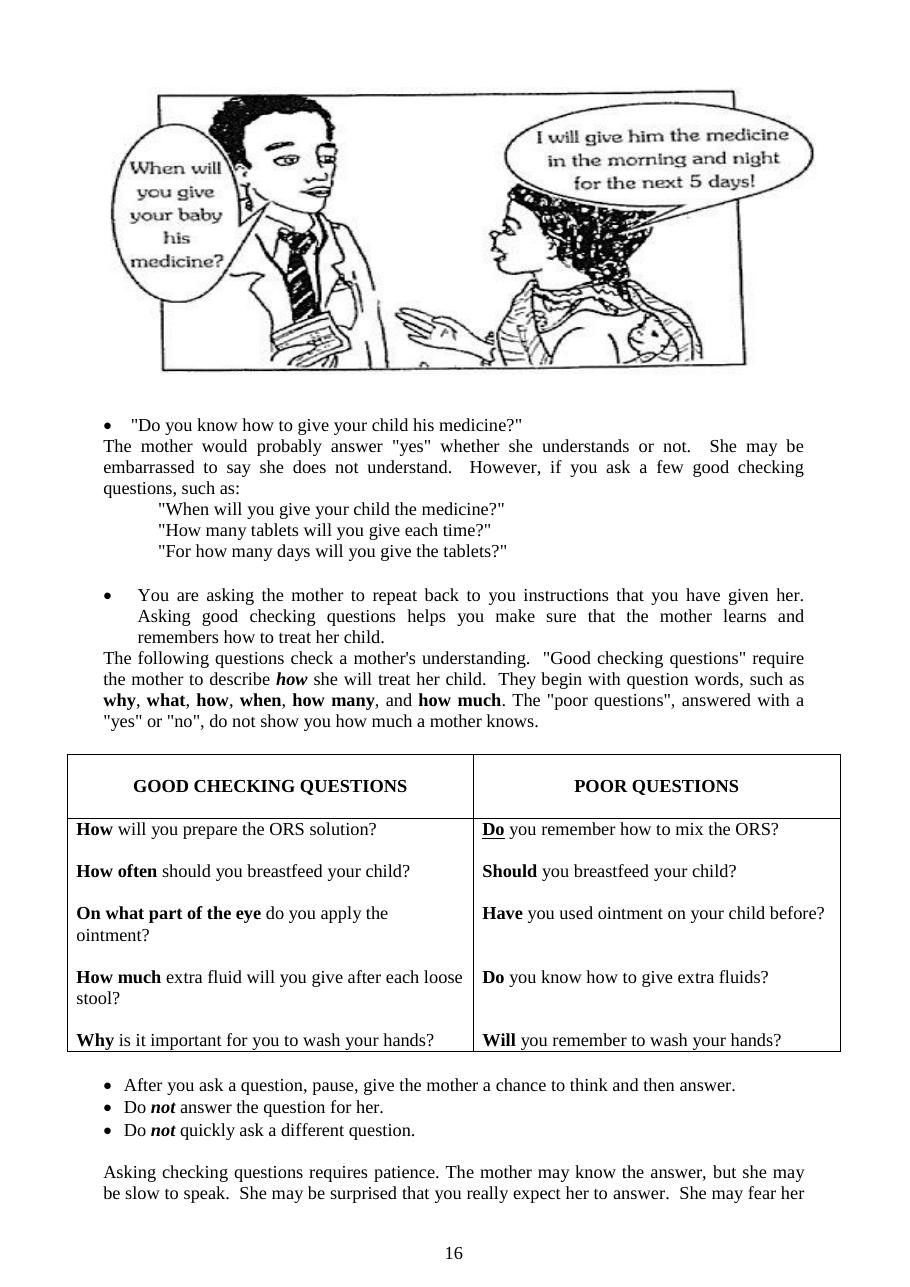 When will
you give
your baby
his
medicine?
I will give him the medicine
in the morning and night
for the next 5 days!
• "Do you know how to give your child his medicine?"
The mother would probably answer "yes" whether she understands or not. She may be
embarrassed to say she does not understand. However, if you ask a few good checking
questions, such as:
"When will you give your child the medicine?"
"How many tablets will you give each time?"
"For how many days will you give the tablets?"
• You are asking the mother to repeat back to you instructions that you have given her.
Asking good checking questions helps you make sure that the mother learns and
remembers how to treat her child.
The following questions check a mother's understanding. "Good checking questions" require
the mother to describe how she will treat her child. They begin with question words, such as
why, what, how, when, how many, and how much. The "poor questions", answered with a
"yes" or "no", do not show you how much a mother knows.
GOOD CHECKING QUESTIONS
POOR QUESTIONS
How will you prepare the ORS solution?
Do you remember how to mix the ORS?
How often should you breastfeed your child?
Should you breastfeed your child?
On what part of the eye do you apply the
ointment?
Have you used ointment on your child before?
How much extra fluid will you give after each loose
stool?
Do you know how to give extra fluids?
Why is it important for you to wash your hands?
Will you remember to wash your hands?
• After you ask a question, pause, give the mother a chance to think and then answer.
• Do not answer the question for her.
• Do not quickly ask a different question.
Asking checking questions requires patience. The mother may know the answer, but she may
be slow to speak. She may be surprised that you really expect her to answer. She may fear her
16